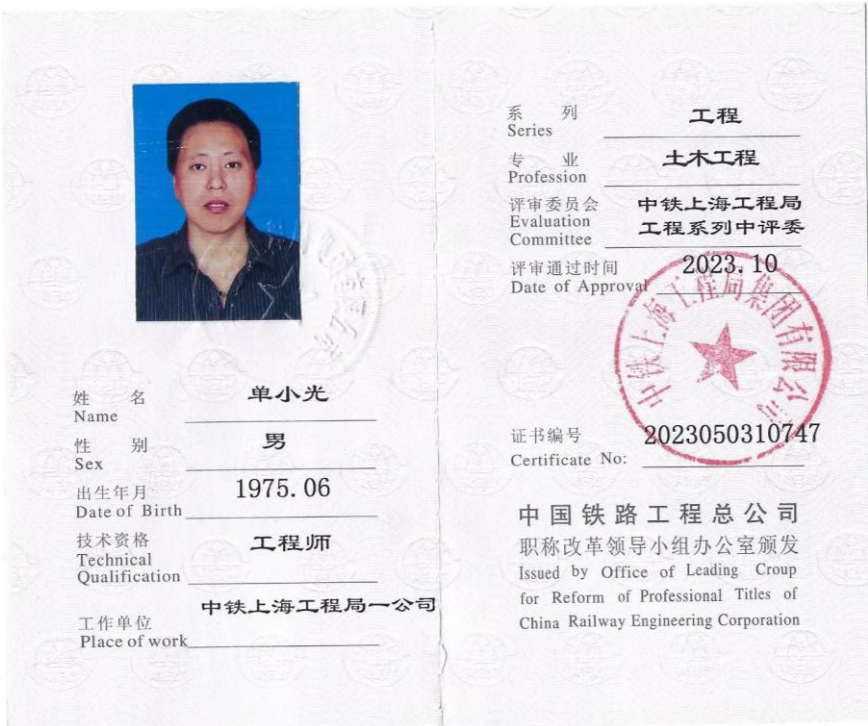 姓 名 单小光
Name
性 别 男
Sex
出生年月 1975.06
Date of Birth
技术资格 工程师
Technical
Qualification
工作单位 中铁上海工程局一公司
Place of work
系 列 工程
Series
专 业 土木工程
Profession
评审委员会 中铁上海工程局
Evaluation 工程系列中评委
Committee
评审通过时间 2023.10
Date of Approval
中铁上海工程局集团有限公司
证书编号 2023050310747
Certificate No:
中国铁路工程总公司
职称改革领导小组办公室颁发
Issued by Office of Leading Croup
for Reform of Professional Titles of
China Railway Engineering Corporation